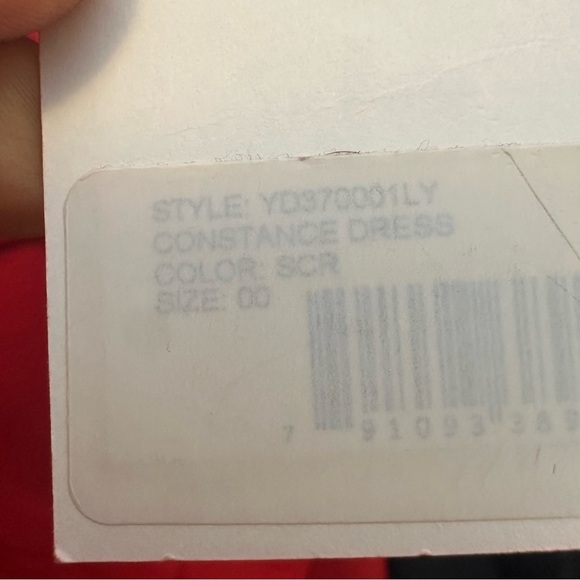 STYLE: YD370001LY
CONSTANCE DRESS
COLOR: SCR
SIZE: 00
7 91093 389